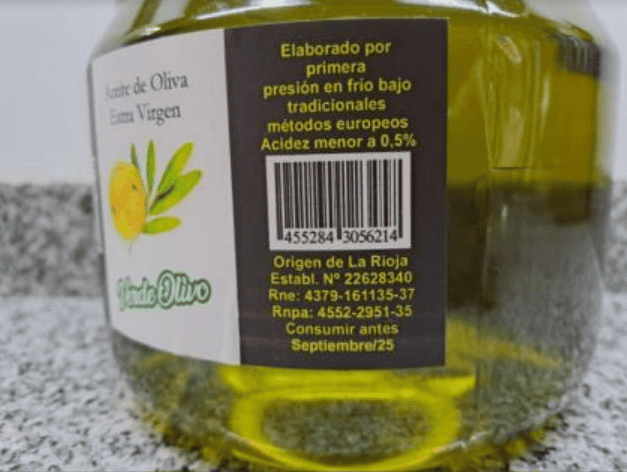 Aceite de Oliva
Extra Virgen
Verde Olivo
Elaborado por
primera
presión en frío bajo
tradicionales
métodos europeos
Acidez menor a 0,5%
455284 3056214
Origen de La Rioja
Establ. Nº 22628340
Rne: 4379-161135-37
Rnpa: 4552-2951-35
Consumir antes
Septiembre/25